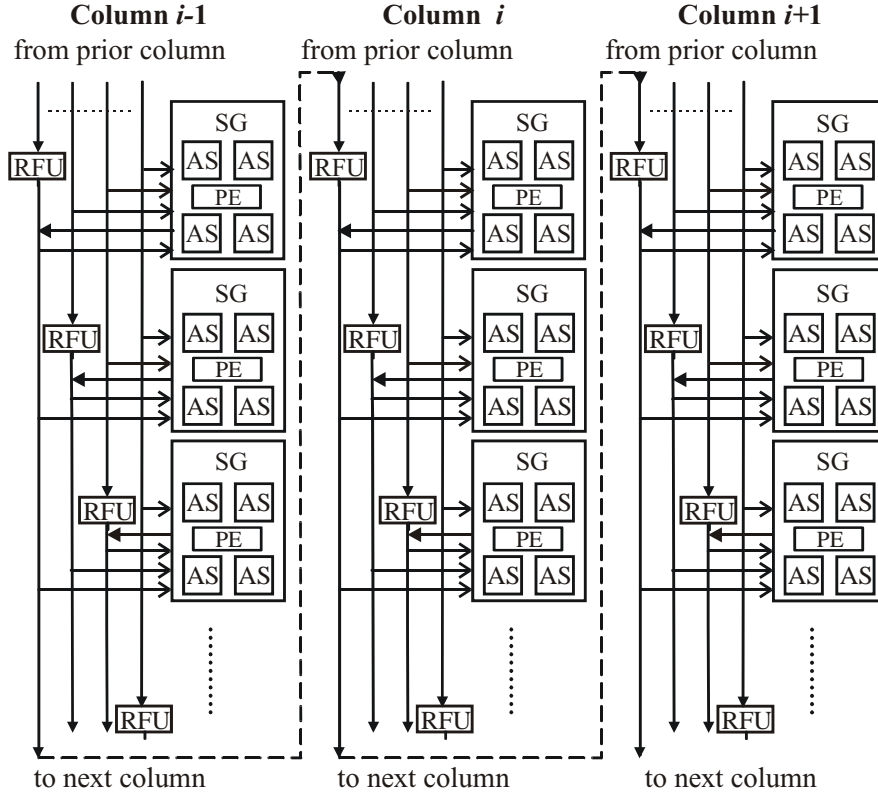 Column i-1
Column i
Column i+1
from prior column
from prior column
from prior column
SG
SG
SG
RFU
AS
AS
RFU
AS
AS
RFU
AS
AS
PE
PE
PE
AS
AS
AS
AS
AS
AS
SG
SG
SG
RFU
AS
AS
RFU
AS
AS
RFU
AS
AS
PE
PE
PE
AS
AS
AS
AS
AS
AS
SG
SG
SG
RFU
AS
AS
RFU
AS
AS
RFU
AS
AS
PE
PE
PE
AS
AS
AS
AS
AS
AS
RFU
RFU
RFU
to next column
to next column
to next column